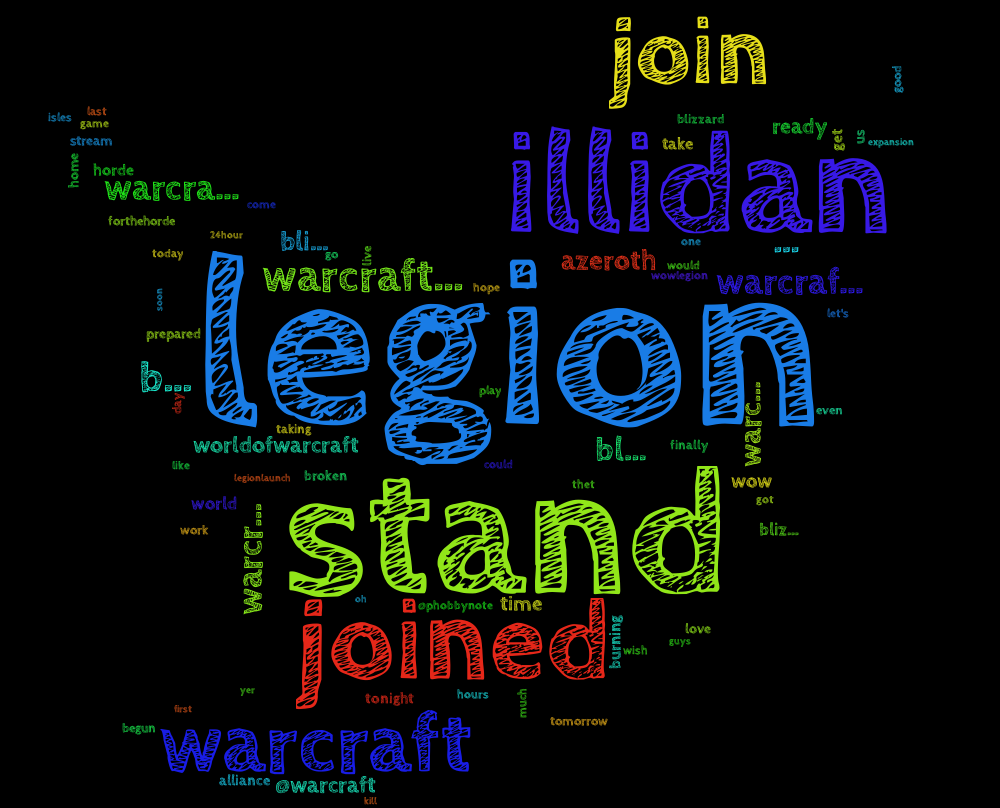 join
good
isles
last
game
blizzard
ready
get
us
expansion
stream
illidan
take
home
horde
warcra...
come
forthehorde
24hour
bli...
go
live
today
one
...
azeroth
would
wowlegion
warcraf...
warcraft...
hope
legion
soon
let's
prepared
b...
day
play
warc...
even
taking
worldofwarcraft
bl...
finally
like
could
legionlaunch
broken
thet
wow
stand
world
got
work
warcr...
bliz...
oh
@phobbynote
time
joined
burning
love
guys
wish
yer
tonight
hours
much
first
tomorrow
begun
warcraft
alliance
@warcraft
kill